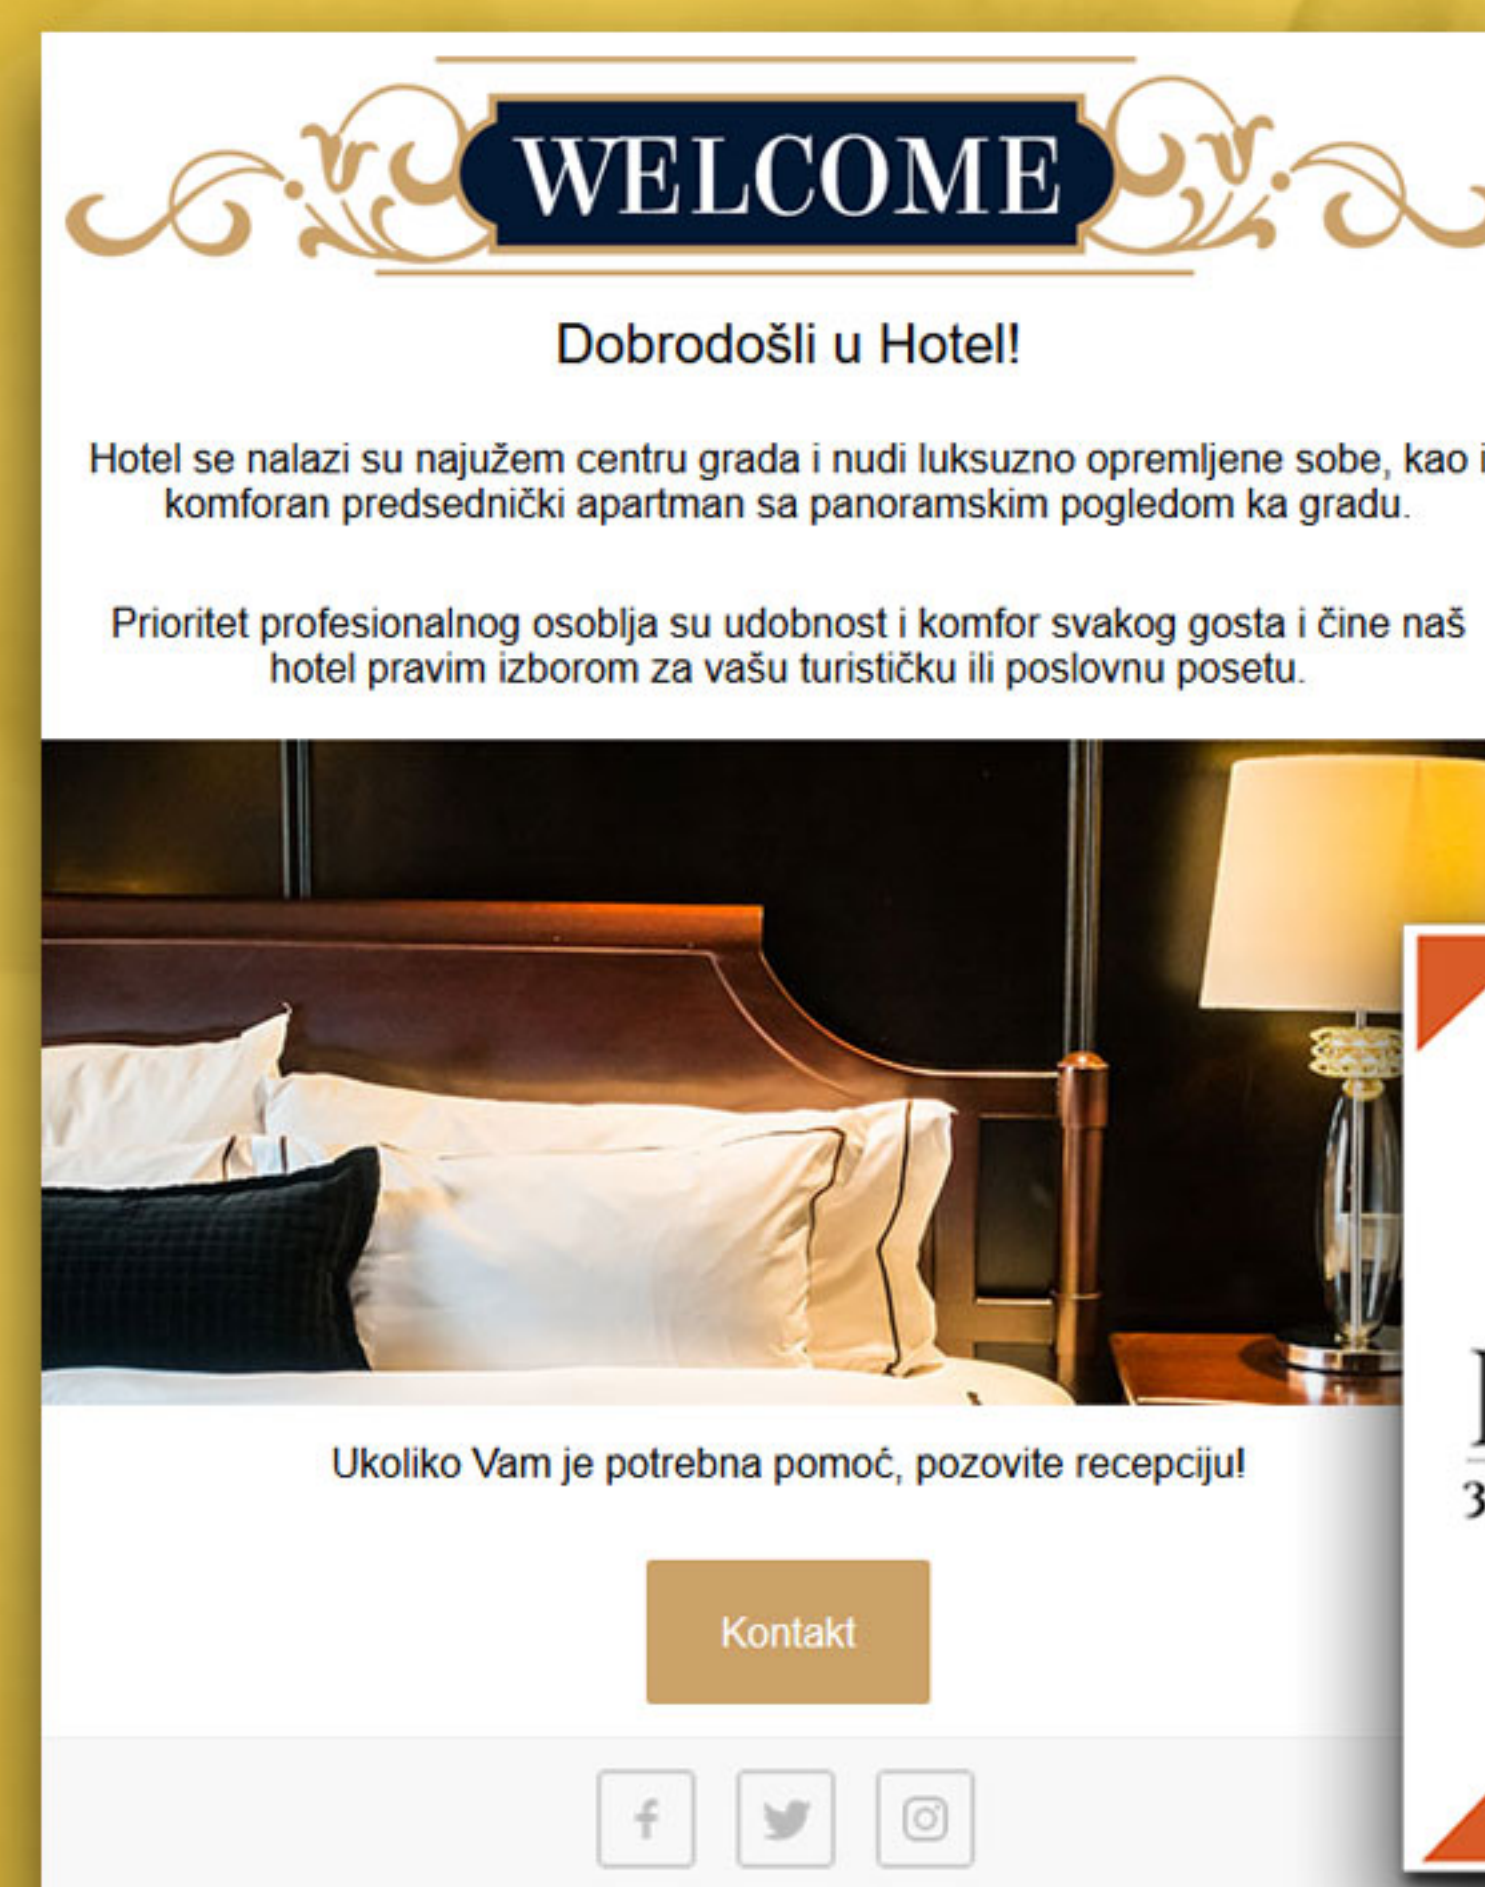 WELCOME
Dobrodošli u Hotel!
Hotel se nalazi su najužem centru grada i nudi luksuzno opremljene sobe, kao i
komforan predsednički apartman sa panoramskim pogledom ka gradu.
Prioritet profesionalnog osoblja su udobnost i komfor svakog gosta i čine naš
hotel pravim izborom za vašu turističku ili poslovnu posetu.
Ukoliko Vam je potrebna pomoć, pozovite recepciju!
Kontakt